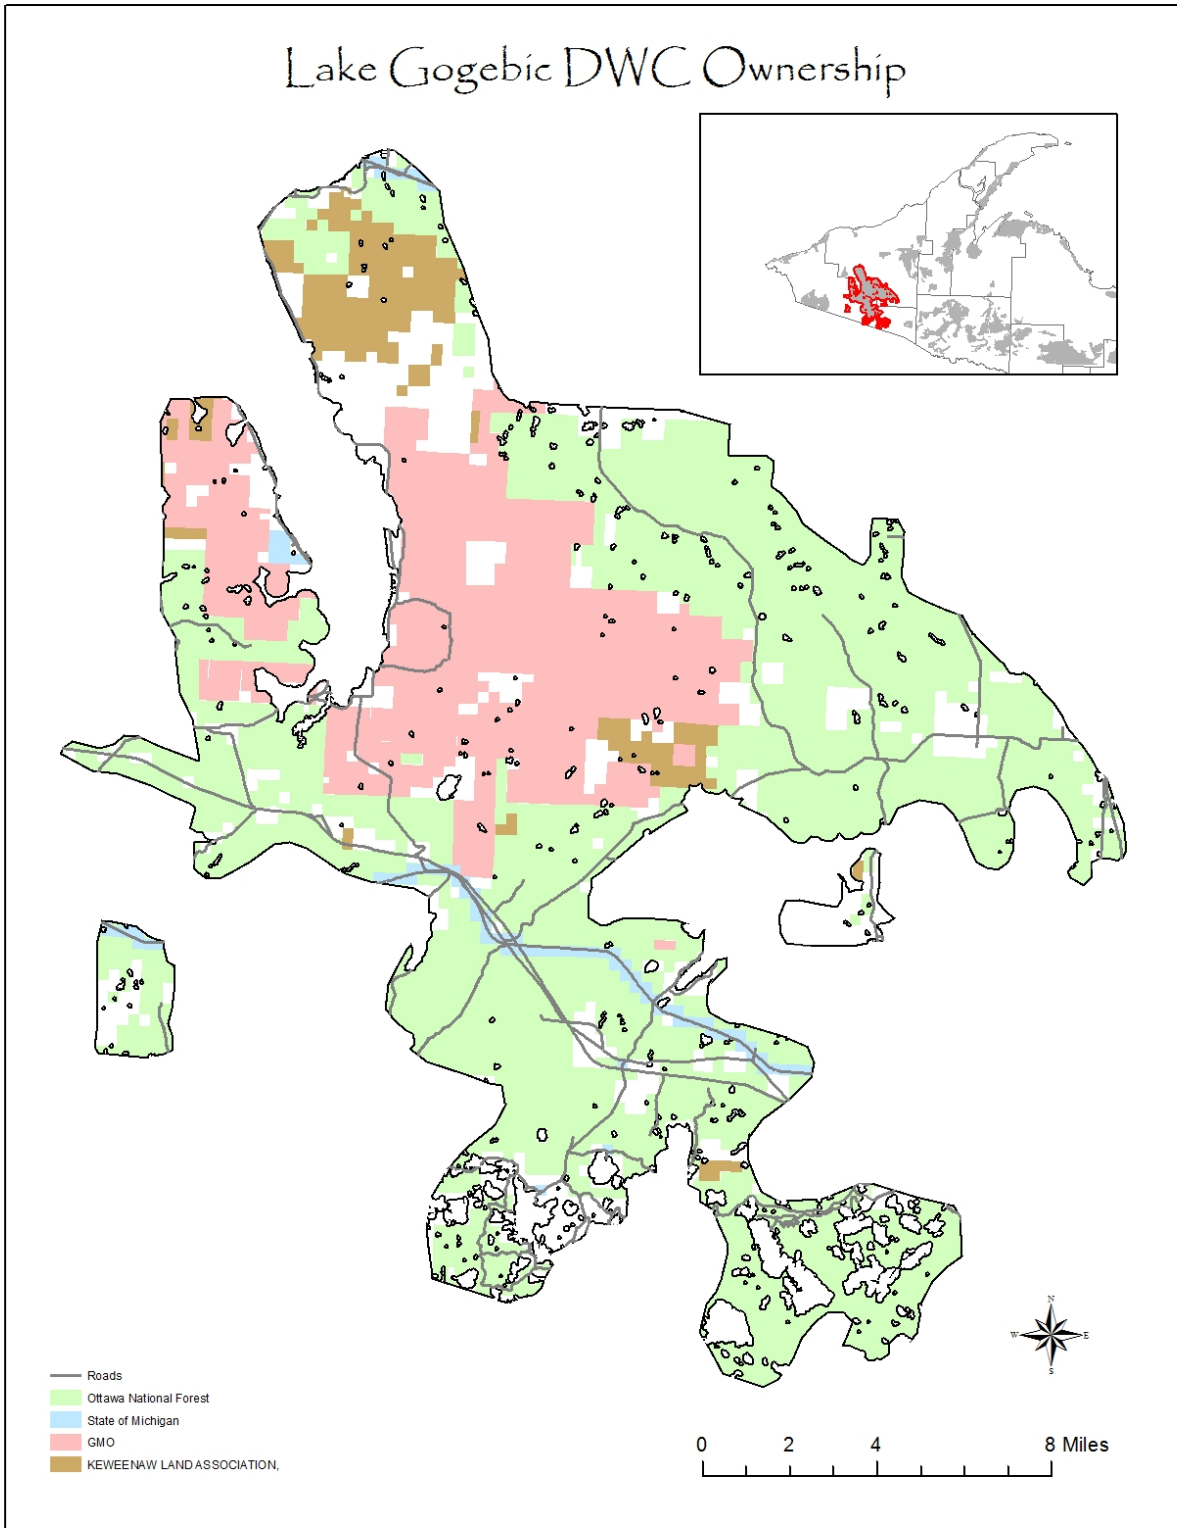 Lake Gogebic DWC Ownership
N
W
E
S
Roads
Ottawa National Forest
State of Michigan
GMO
KEWEENAW LAND ASSOCIATION,
0 2 4 8 Miles